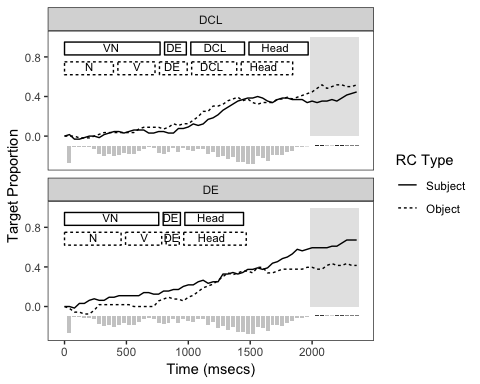 DCL
VN DE DCL Head
N V DE DCL Head
0.8
0.4
0.0
DE
VN DE Head
N V DE Head
0.8
0.4
0.0
0 500 1000 1500 2000
Time (msecs)
Target Proportion
RC Type
Subject
Object